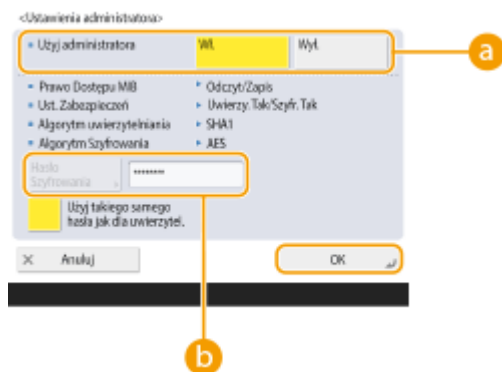 <Ustawienia administratora>
Użyj administratora Wł. Wył.
a
Prawo Dostępu MIB Odczyt/Zapis
Ust. Zabezpieczeń Uwierzy. Tak/Szyfr. Tak
Algorytm uwierzytelniania SHA1
Algorytm Szyfrowania AES
Hasło
Szyfrowania ********
Użyj takiego samego
hasła jak dla uwierzytel.
Anuluj OK
b